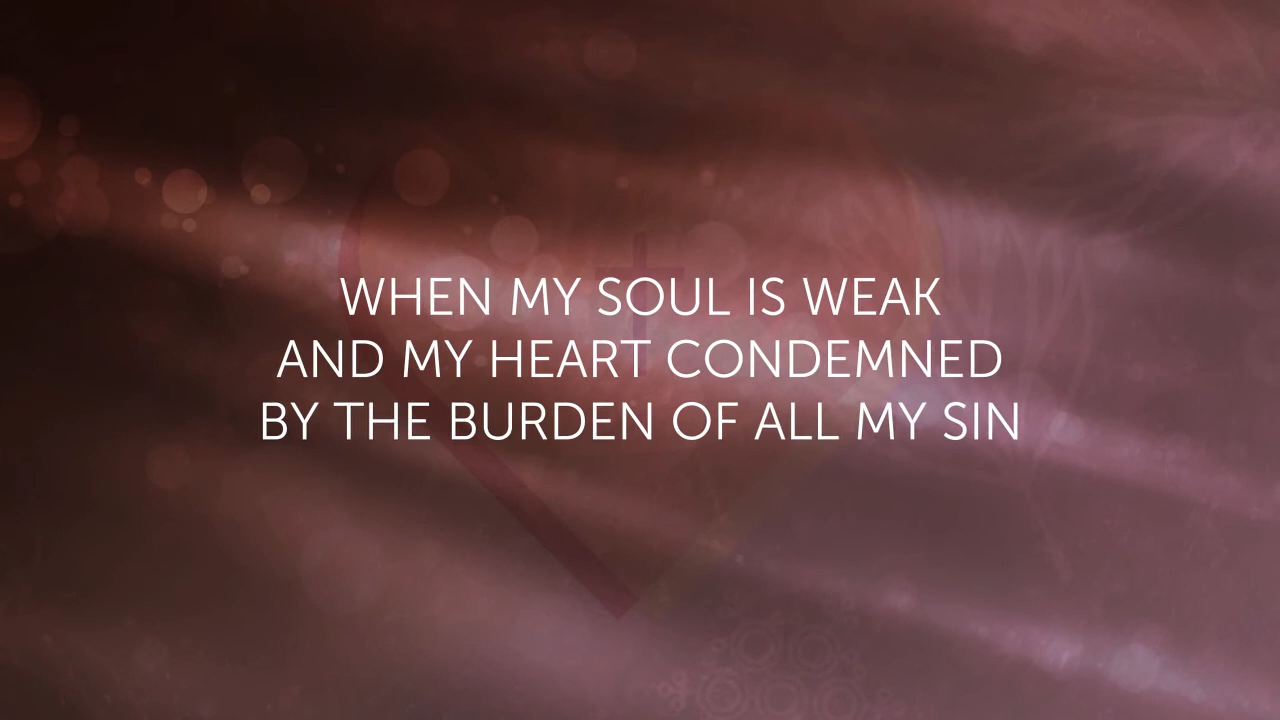 WHEN MY SOUL IS WEAK
AND MY HEART CONDEMNED
BY THE BURDEN OF ALL MY SIN